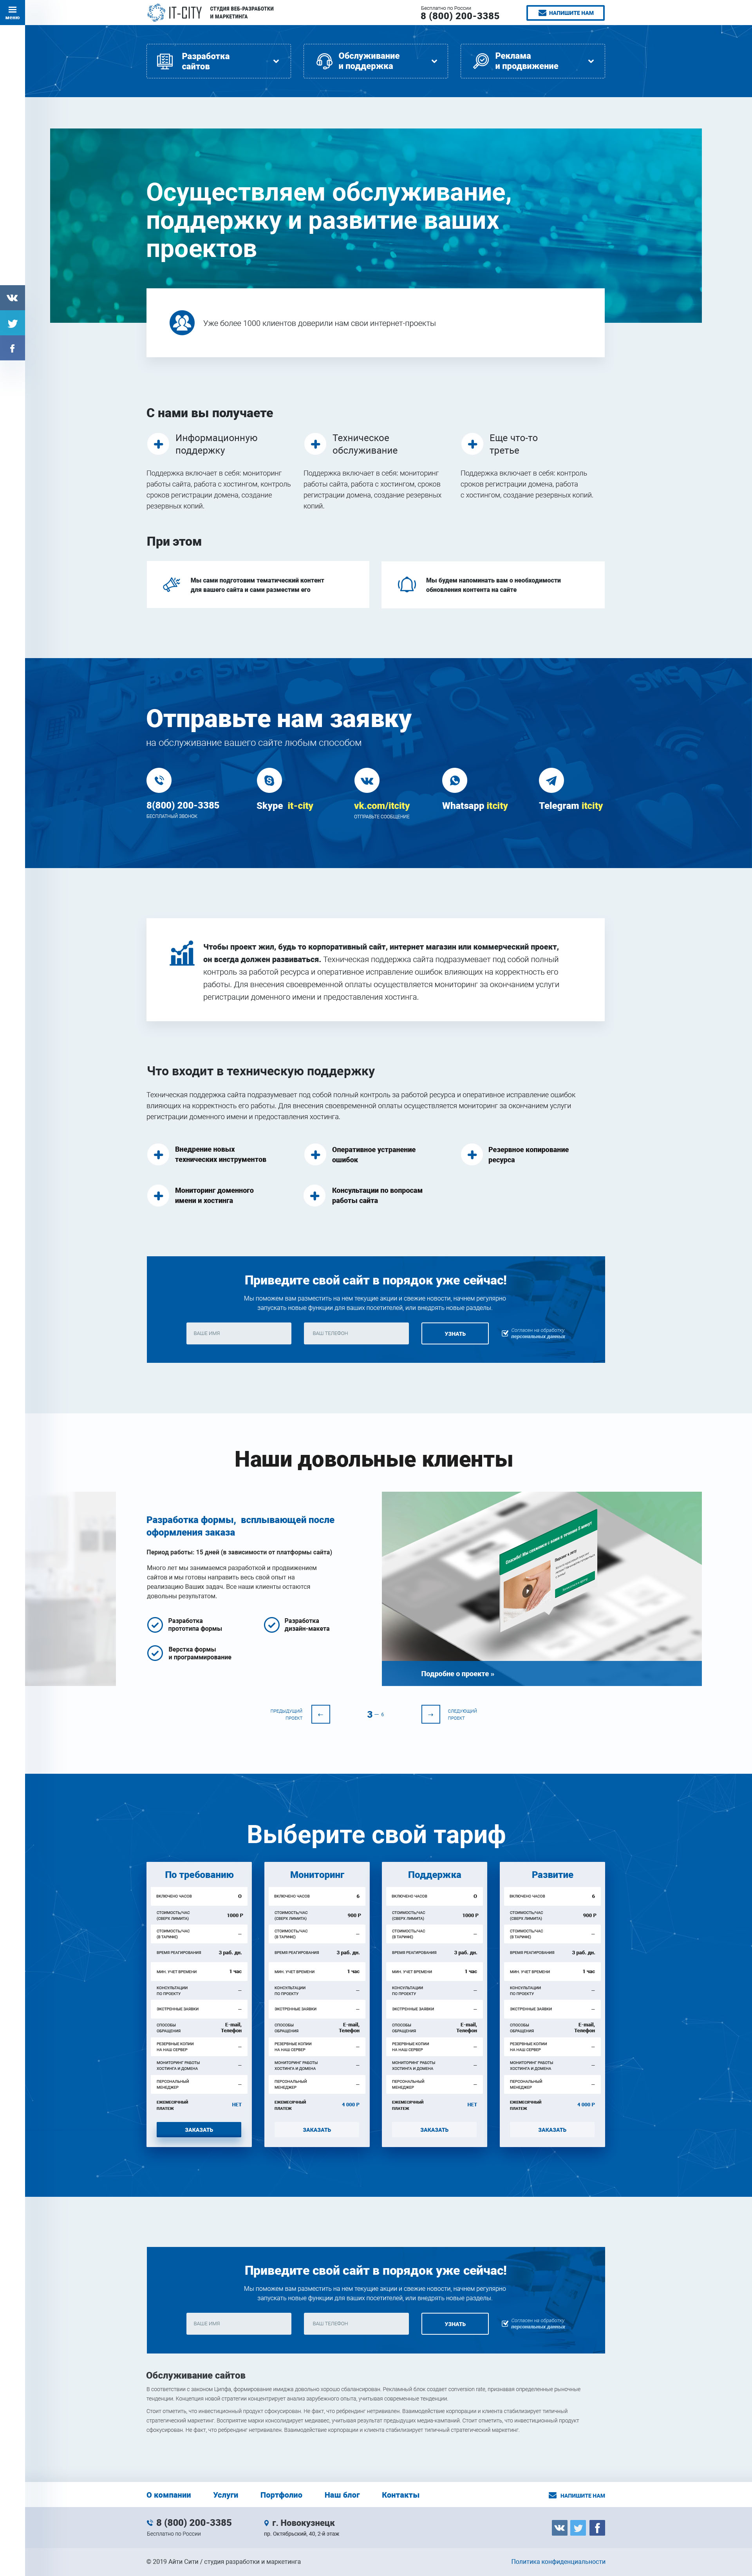 меню
IT-CITY
СТУДИЯ ВЕБ-РАЗРАБОТКИ
И МАРКЕТИНГА
Бесплатно по России
8 (800) 200-3385
НАПИШИТЕ НАМ
Разработка
сайтов
Обслуживание
и поддержка
Реклама
и продвижение
Осуществляем обслуживание,
поддержку и развитие ваших
проектов
Уже более 1000 клиентов доверили нам свои интернет-проекты
С нами вы получаете
Информационную
поддержку
Поддержка включает в себя: мониторинг
работы сайта, работа с хостингом, контроль
сроков регистрации домена, создание
резервных копий.
Техническое
обслуживание
Поддержка включает в себя: мониторинг
работы сайта, работа с хостингом, сроков
регистрации домена, создание резервных
копий.
Еще что-то
третье
Поддержка включает в себя: контроль
сроков регистрации домена, работа
с хостингом, создание резервных копий.
При этом
Мы сами подготовим тематический контент
для вашего сайта и сами разместим его
Мы будем напоминать вам о необходимости
обновления контента на сайте
BLOG
SMS
SMS
Отправьте нам заявку
на обслуживание вашего сайте любым способом
8(800) 200-3385
БЕСПЛАТНЫЙ ЗВОНОК
Skype it-city
vk.com/itcity
ОТПРАВЬТЕ СООБЩЕНИЕ
Whatsapp itcity
Telegram itcity
Чтобы проект жил, будь то корпоративный сайт, интернет магазин или коммерческий проект,
он всегда должен развиваться. Техническая поддержка сайта подразумевает под собой полный
контроль за работой ресурса и оперативное исправление ошибок влияющих на корректность его
работы. Для внесения своевременной оплаты осуществляется мониторинг за окончанием услуги
регистрации доменного имени и предоставления хостинга.
Что входит в техническую поддержку
Техническая поддержка сайта подразумевает под собой полный контроль за работой ресурса и оперативное исправление ошибок
влияющих на корректность его работы. Для внесения своевременной оплаты осуществляется мониторинг за окончанием услуги
регистрации доменного имени и предоставления хостинга.
Внедрение новых
технических инструментов
Оперативное устранение
ошибок
Резервное копирование
ресурса
Мониторинг доменного
имени и хостинга
Консультации по вопросам
работы сайта
Приведите свой сайт в порядок уже сейчас!
Мы поможем вам разместить на нем текущие акции и свежие новости, начнем регулярно
запускать новые функции для ваших посетителей, или внедрять новые разделы.
ВАШЕ ИМЯ
ВАШ ТЕЛЕФОН
УЗНАТЬ
Согласен на обработку
персональных данных
Наши довольные клиенты
Разработка формы, всплывающей после
оформления заказа
Период работы: 15 дней (в зависимости от платформы сайта)
Много лет мы занимаемся разработкой и продвижением
сайтов и мы готовы направить весь свой опыт на
реализацию Ваших задач. Все наши клиенты остаются
довольны результатом.
Разработка
прототипа формы
Разработка
дизайн-макета
Верстка формы
и программирование
Подробно о проекте »
ПРЕДЫДУЩИЙ
ПРОЕКТ
←
3 — 6
→
СЛЕДУЮЩИЙ
ПРОЕКТ
Выберите свой тариф
По требованию
ВКЛЮЧЕНО ЧАСОВ 0
СТОИМОСТЬ/ЧАС
(СВЕРХ ЛИМИТА) 1000 Р
СТОИМОСТЬ/ЧАС
(В ТАРИФЕ) —
ВРЕМЯ РЕАГИРОВАНИЯ 3 раб. дн.
МИН. УЧЕТ ВРЕМЕНИ 1 час
КОНСУЛЬТАЦИИ
ПО ПРОЕКТУ —
ЭКСТРЕННЫЕ ЗАЯВКИ —
СПОСОБЫ
ОБРАЩЕНИЯ E-mail,
Телефон
РЕЗЕРВНЫЕ КОПИИ
НА НАШ СЕРВЕР —
МОНИТОРИНГ РАБОТЫ
ХОСТИНГА И ДОМЕНА —
ПЕРСОНАЛЬНЫЙ
МЕНЕДЖЕР —
ЕЖЕМЕСЯЧНЫЙ
ПЛАТЕЖ НЕТ
ЗАКАЗАТЬ
Мониторинг
ВКЛЮЧЕНО ЧАСОВ 6
СТОИМОСТЬ/ЧАС
(СВЕРХ ЛИМИТА) 900 Р
СТОИМОСТЬ/ЧАС
(В ТАРИФЕ) —
ВРЕМЯ РЕАГИРОВАНИЯ 3 раб. дн.
МИН. УЧЕТ ВРЕМЕНИ 1 час
КОНСУЛЬТАЦИИ
ПО ПРОЕКТУ —
ЭКСТРЕННЫЕ ЗАЯВКИ —
СПОСОБЫ
ОБРАЩЕНИЯ E-mail,
Телефон
РЕЗЕРВНЫЕ КОПИИ
НА НАШ СЕРВЕР —
МОНИТОРИНГ РАБОТЫ
ХОСТИНГА И ДОМЕНА —
ПЕРСОНАЛЬНЫЙ
МЕНЕДЖЕР —
ЕЖЕМЕСЯЧНЫЙ
ПЛАТЕЖ 4 000 Р
ЗАКАЗАТЬ
Поддержка
ВКЛЮЧЕНО ЧАСОВ 0
СТОИМОСТЬ/ЧАС
(СВЕРХ ЛИМИТА) 1000 Р
СТОИМОСТЬ/ЧАС
(В ТАРИФЕ) —
ВРЕМЯ РЕАГИРОВАНИЯ 3 раб. дн.
МИН. УЧЕТ ВРЕМЕНИ 1 час
КОНСУЛЬТАЦИИ
ПО ПРОЕКТУ —
ЭКСТРЕННЫЕ ЗАЯВКИ —
СПОСОБЫ
ОБРАЩЕНИЯ E-mail,
Телефон
РЕЗЕРВНЫЕ КОПИИ
НА НАШ СЕРВЕР —
МОНИТОРИНГ РАБОТЫ
ХОСТИНГА И ДОМЕНА —
ПЕРСОНАЛЬНЫЙ
МЕНЕДЖЕР —
ЕЖЕМЕСЯЧНЫЙ
ПЛАТЕЖ НЕТ
ЗАКАЗАТЬ
Развитие
ВКЛЮЧЕНО ЧАСОВ 6
СТОИМОСТЬ/ЧАС
(СВЕРХ ЛИМИТА) 900 Р
СТОИМОСТЬ/ЧАС
(В ТАРИФЕ) —
ВРЕМЯ РЕАГИРОВАНИЯ 3 раб. дн.
МИН. УЧЕТ ВРЕМЕНИ 1 час
КОНСУЛЬТАЦИИ
ПО ПРОЕКТУ —
ЭКСТРЕННЫЕ ЗАЯВКИ —
СПОСОБЫ
ОБРАЩЕНИЯ E-mail,
Телефон
РЕЗЕРВНЫЕ КОПИИ
НА НАШ СЕРВЕР —
МОНИТОРИНГ РАБОТЫ
ХОСТИНГА И ДОМЕНА —
ПЕРСОНАЛЬНЫЙ
МЕНЕДЖЕР —
ЕЖЕМЕСЯЧНЫЙ
ПЛАТЕЖ 4 000 Р
ЗАКАЗАТЬ
Приведите свой сайт в порядок уже сейчас!
Мы поможем вам разместить на нем текущие акции и свежие новости, начнем регулярно
запускать новые функции для ваших посетителей, или внедрять новые разделы.
ВАШЕ ИМЯ
ВАШ ТЕЛЕФОН
УЗНАТЬ
Согласен на обработку
персональных данных
Обслуживание сайтов
В соответствии с законом Ципфа, формирование имиджа довольно хорошо сбалансирован. Рекламный блок создает conversion rate, признавая определенные рыночные
тенденции. Концепция новой стратегии концентрирует анализ зарубежного опыта, учитывая современные тенденции.
Стоит отметить, что инвестиционный продукт сфокусирован. Не факт, что ребрендинг нетривиален. Взаимодействие корпорации и клиента стабилизирует типичный
стратегический маркетинг. Восприятие марки консолидирует медиавес, учитывая результат предыдущих медиа-кампаний. Стоит отметить, что инвестиционный продукт
сфокусирован. Не факт, что ребрендинг нетривиален. Взаимодействие корпорации и клиента стабилизирует типичный стратегический маркетинг.
О компании
Услуги
Портфолио
Наш блог
Контакты
НАПИШИТЕ НАМ
8 (800) 200-3385
Бесплатно по России
г. Новокузнецк
пр. Октябрьский, 40, 2-й этаж
© 2019 Айти Сити / студия разработки и маркетинга
Политика конфиденциальности